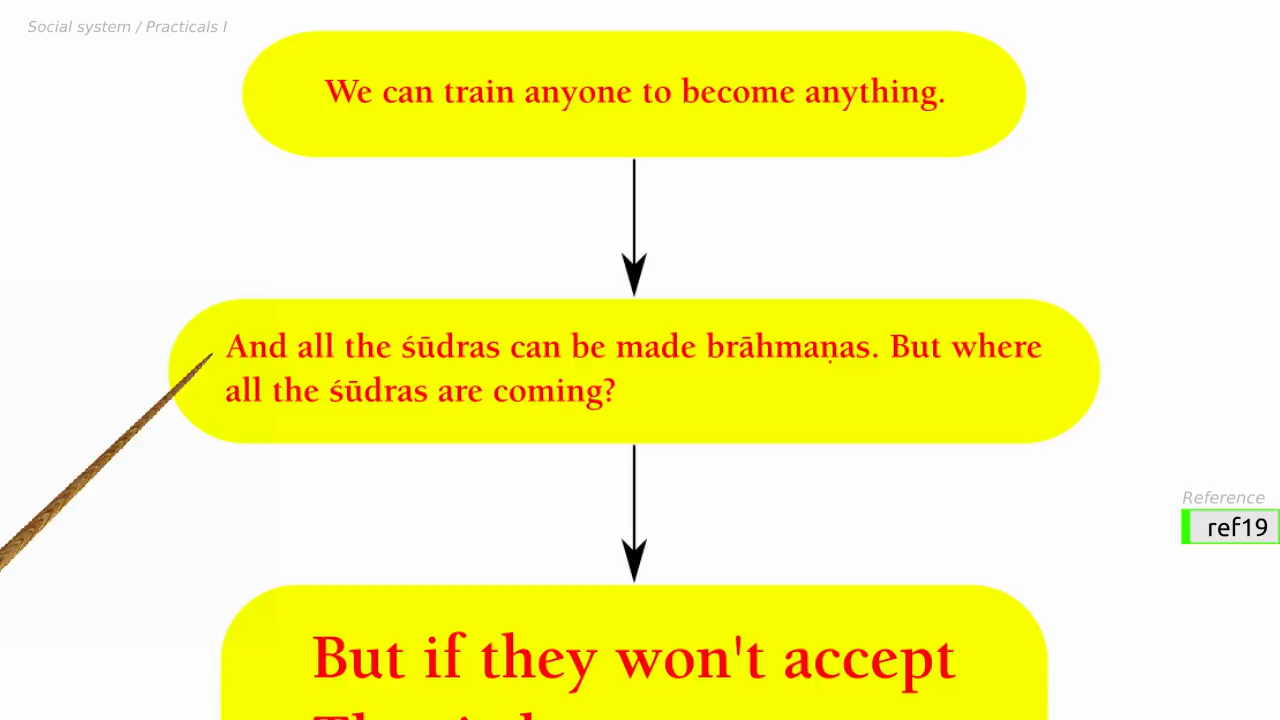 Social system / Practicals I
We can train anyone to become anything.
And all the śūdras can be made brāhmaṇas. But where
all the śūdras are coming?
Reference
ref19
But if they won't accept